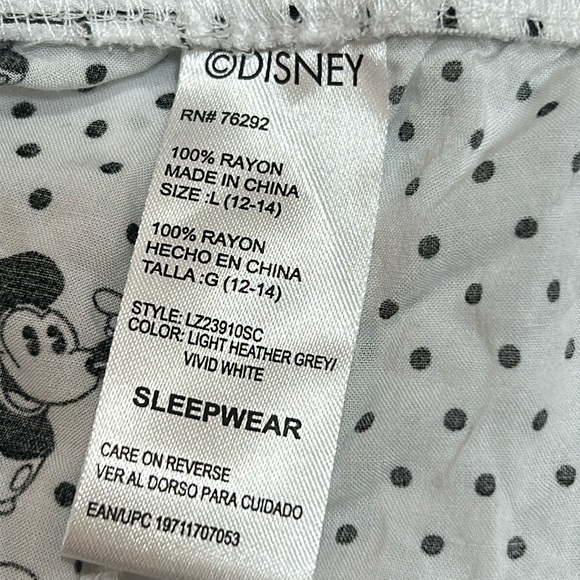 ©DISNEY
RN# 76292
100% RAYON
MADE IN CHINA
SIZE :L (12-14)
100% RAYON
HECHO EN CHINA
TALLA :G (12-14)
STYLE: LZ23910SC
COLOR: LIGHT HEATHER GREY/
VIVID WHITE
SLEEPWEAR
CARE ON REVERSE
VER AL DORSO PARA CUIDADO
EAN/UPC 19711707053